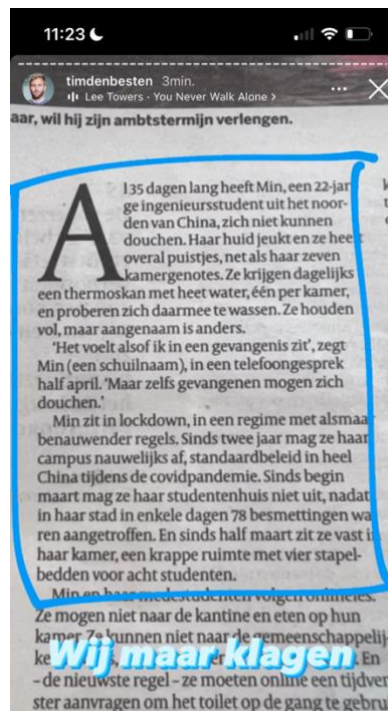 11:23
timdenbesten 3min.
Lee Towers · You Never Walk Alone >
aar, wil hij zijn ambtstermijn verlengen.
A
l 35 dagen lang heeft Min, een 22-jari
ge ingenieursstudent uit het noor-
den van China, zich niet kunnen
douchen. Haar huid jeukt en ze heeft
overal puistjes, net als haar zeven
kamergenotes. Ze krijgen dagelijks
een thermoskan met heet water, één per kamer,
en proberen zich daarmee te wassen. Ze houden
vol, maar aangenaam is anders.
'Het voelt alsof ik in een gevangenis zit', zegt
Min (een schuilnaam), in een telefoongesprek
half april. 'Maar zelfs gevangenen mogen zich
douchen.'
Min zit in lockdown, in een regime met alsmaar
benauwender regels. Sinds twee jaar mag ze haar
campus nauwelijks af, standaardbeleid in heel
China tijdens de covidpandemie. Sinds begin
maart mag ze haar studentenhuis niet uit, nadat
in haar stad in enkele dagen 78 besmettingen wa
ren aangetroffen. En sinds half maart zit ze vast in
haar kamer, een krappe ruimte met vier stapel-
bedden voor acht studenten.
Min en haar medestudenten volgen onlineles.
Ze mogen niet naar de kantine en eten op hun
kamer. Ze kunnen niet naar de gemeenschappelij
En
Wij maar klagen
- de nieuwste regel - ze moeten online een tijdver
ster aanvragen om het toilet op de gang te gebru